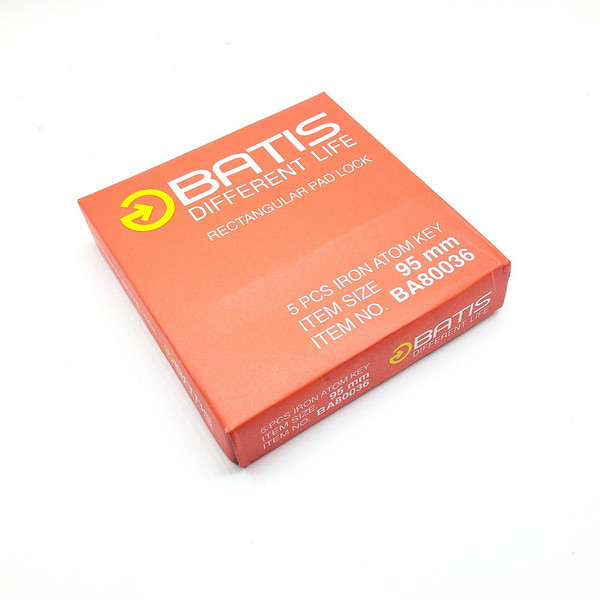 BATIS
DIFFERENT LIFE
RECTANGULAR PAD LOCK
5 PCS IRON ATOM KEY
ITEM SIZE 95 mm
ITEM NO. BA80036
BATIS
DIFFERENT LIFE
5 PCS IRON ATOM KEY
ITEM SIZE 95 mm
ITEM NO. BA80036